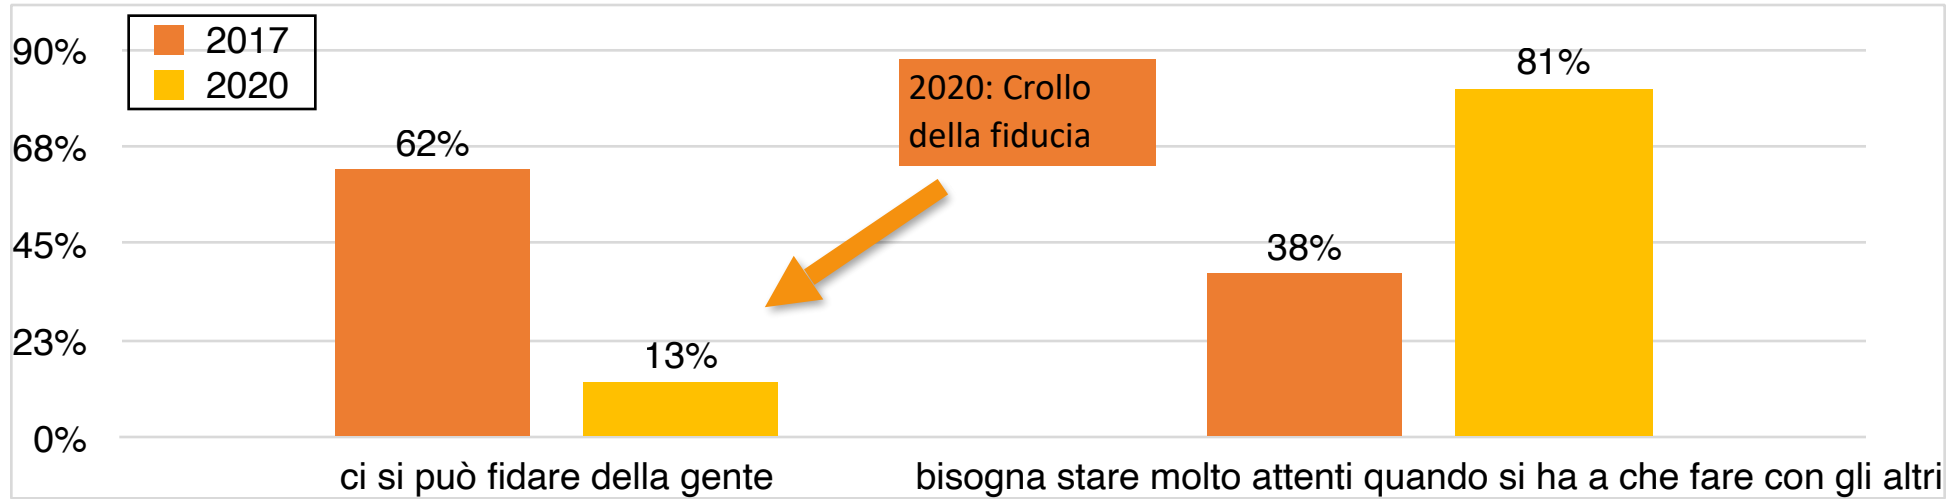 2017
2020
90%
68%
45%
23%
0%
62%
13%
2020: Crollo
della fiducia
38%
81%
ci si può fidare della gente
bisogna stare molto attenti quando si ha a che fare con gli altri